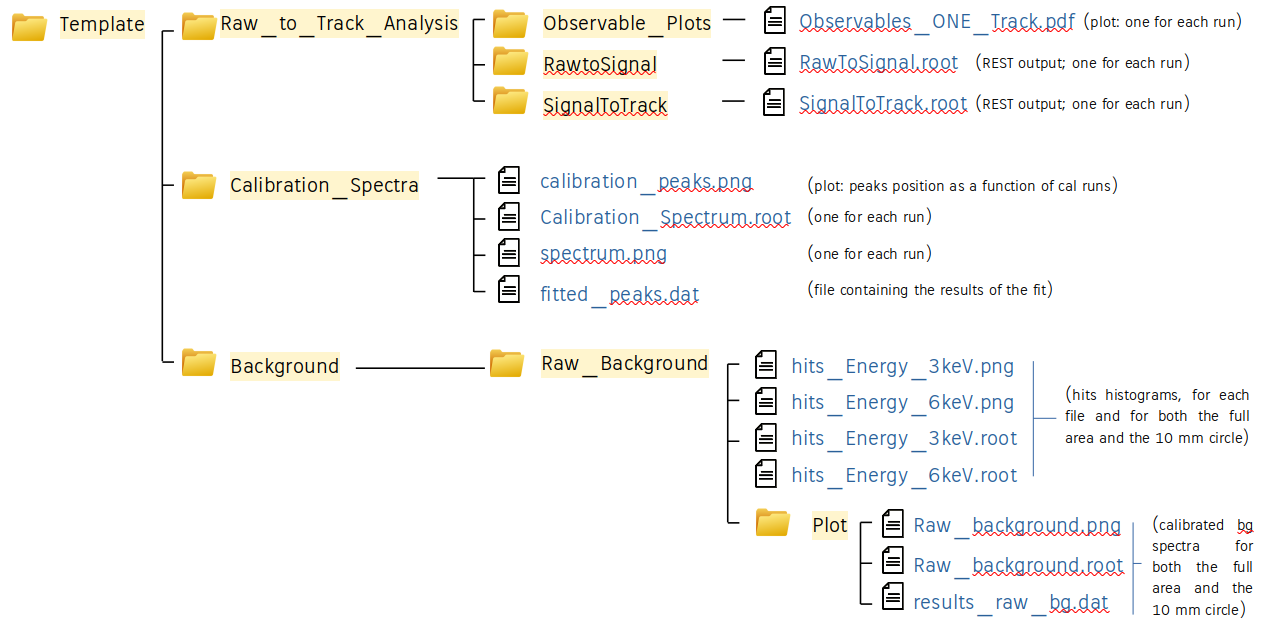 Template
Raw_to_Track_Analysis
Observable_Plots
Observables_ONE_Track.pdf (plot: one for each run)
RawtoSignal
RawToSignal.root (REST output; one for each run)
SignalToTrack
SignalToTrack.root (REST output; one for each run)
Calibration_Spectra
calibration_peaks.png (plot: peaks position as a function of cal runs)
Calibration_Spectrum.root (one for each run)
spectrum.png (one for each run)
fitted_peaks.dat (file containing the results of the fit)
Background
Raw_Background
hits_Energy_3keV.png
hits_Energy_6keV.png
hits_Energy_3keV.root
hits_Energy_6keV.root
(hits histograms, for each
file and for both the full
area and the 10 mm circle)
Plot
Raw_background.png
Raw_background.root
results_raw_bg.dat
(calibrated bg
spectra for
both the full
area and the
10 mm circle)